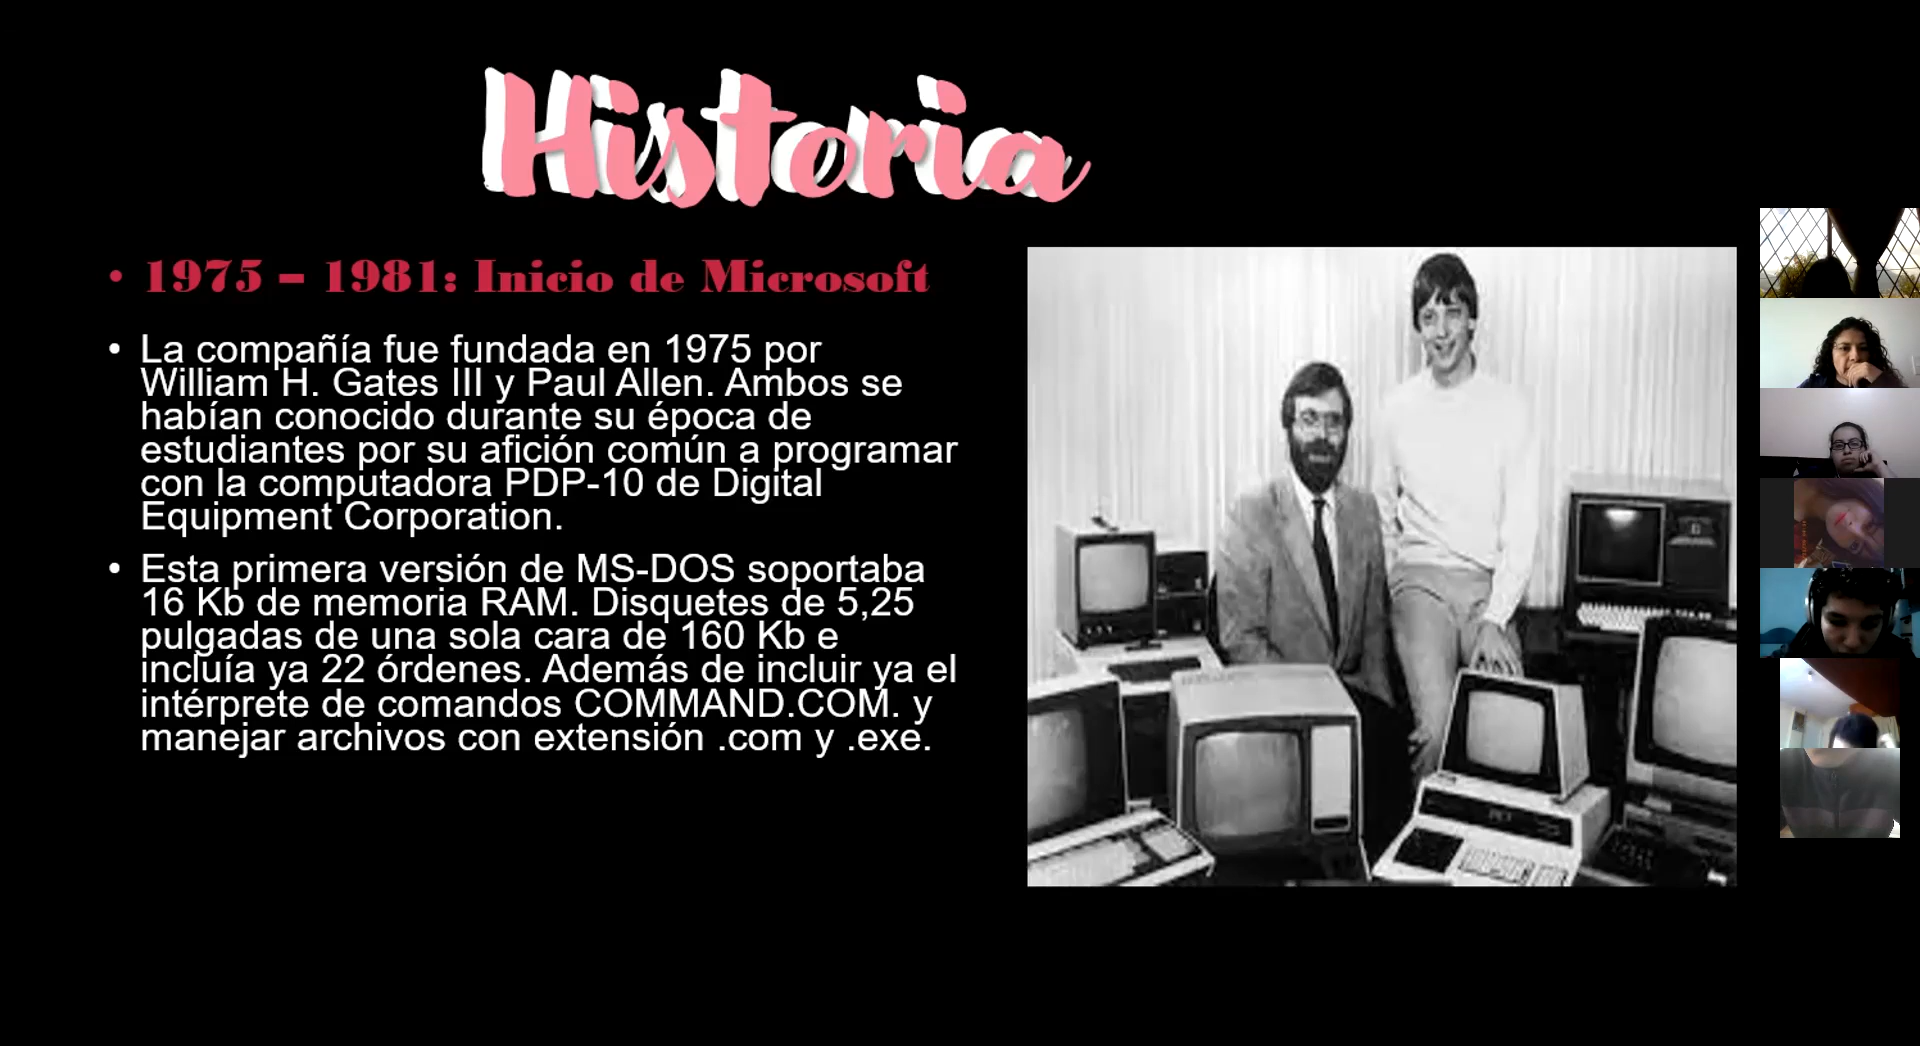 Historia
• 1975 – 1981: Inicio de Microsoft
• La compañía fue fundada en 1975 por
William H. Gates III y Paul Allen. Ambos se
habían conocido durante su época de
estudiantes por su afición común a programar
con la computadora PDP-10 de Digital
Equipment Corporation.
• Esta primera versión de MS-DOS soportaba
16 Kb de memoria RAM. Disquetes de 5,25
pulgadas de una sola cara de 160 Kb e
incluía ya 22 órdenes. Además de incluir ya el
intérprete de comandos COMMAND.COM. y
manejar archivos con extensión .com y .exe.